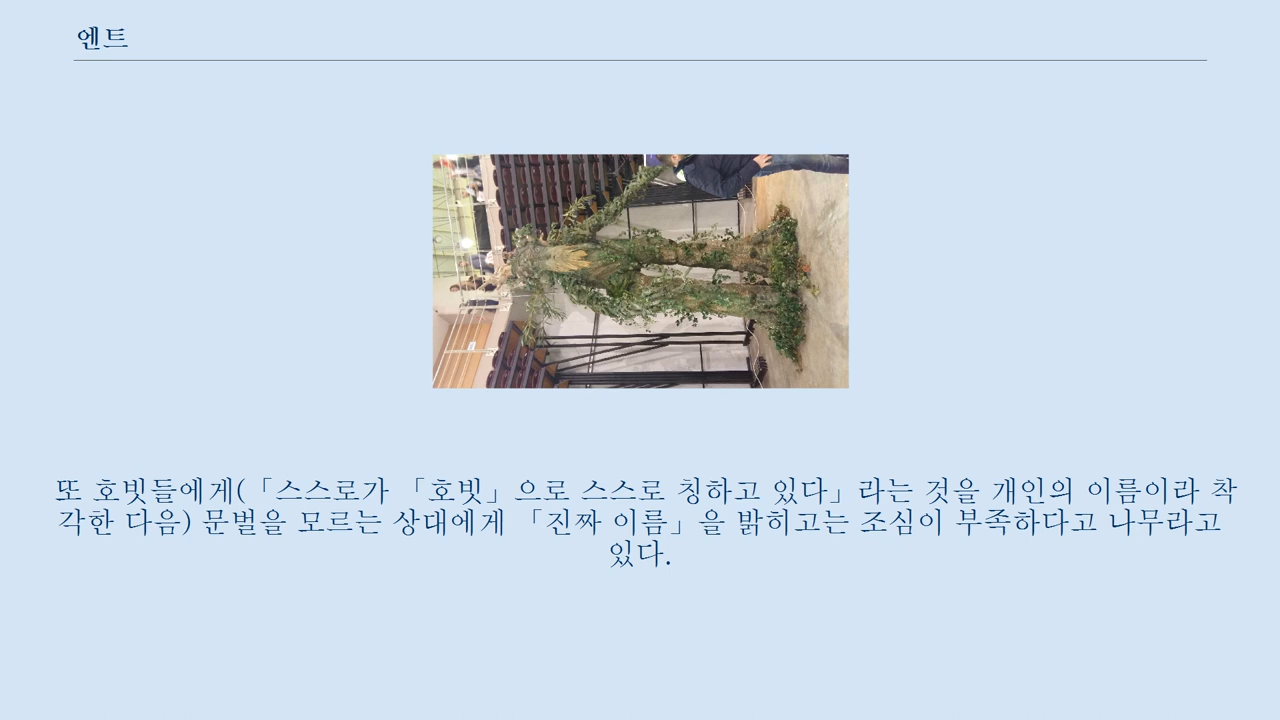 엔트
또 호빗들에게(「스스로가 「호빗」으로 스스로 칭하고 있다」라는 것을 개인의 이름이라 착
각한 다음) 문벌을 모르는 상대에게 「진짜 이름」을 밝히고는 조심이 부족하다고 나무라고
있다.